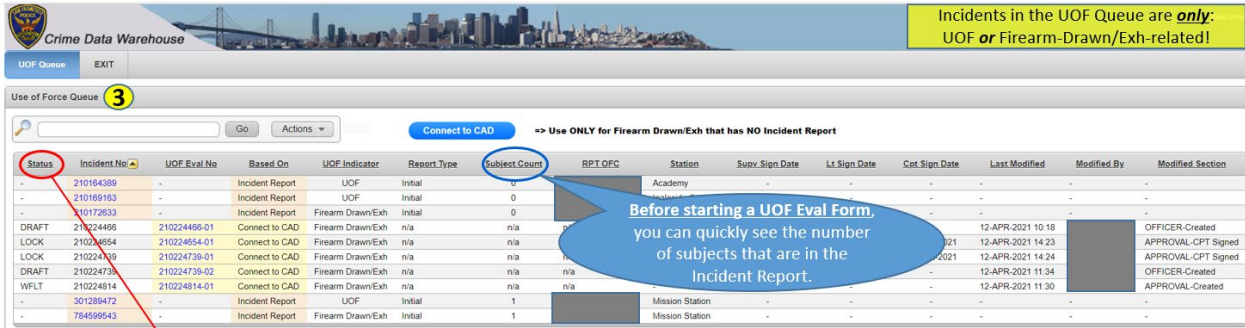 SAN FRANCISCO
POLICE
Crime Data Warehouse
Incidents in the UOF Queue are only:
UOF or Firearm-Drawn/Exh-related!
UOF Queue EXIT
Use of Force Queue 3
Go Actions Connect to CAD => Use ONLY for Firearm Drawn/Exh that has NO Incident Report
Status Incident No UOF Eval No Based On UOF Indicator Report Type Subject Count RPT OFC Station Supv Sign Date Lt Sign Date Cpt Sign Date Last Modified Modified By Modified Section
- 210164389 - Incident Report UOF Initial 0 Academy - - - - - -
- 210169163 - Incident Report UOF Initial 0 - - - - - -
- 210172633 - Incident Report Firearm Drawn/Exh Initial 0 - - - -
DRAFT 210224466 210224466-01 Connect to CAD Firearm Drawn/Exh n/a n/a - 12-APR-2021 10:18 OFFICER-Created
LOCK 210224654 210224654-01 Connect to CAD Firearm Drawn/Exh n/a n/a 12-APR-2021 14:23 APPROVAL-CPT Signed
LOCK 210224739 210224739-01 Connect to CAD Firearm Drawn/Exh n/a n/a 12-APR-2021 14:24 APPROVAL-CPT Signed
DRAFT 210224739 210224739-02 Connect to CAD Firearm Drawn/Exh n/a n/a n/a - 12-APR-2021 11:34 OFFICER-Created
WFLT 210224814 210224814-01 Connect to CAD Firearm Drawn/Exh n/a n/a n/a - 12-APR-2021 11:30 APPROVAL-Created
301289472 - Incident Report UOF Initial 1 Mission Station - - - - - -
784599543 - Incident Report Firearm Drawn/Exh Initial 1 Mission Station - - - - - -
Before starting a UOF Eval Form,
you can quickly see the number
of subjects that are in the
Incident Report.